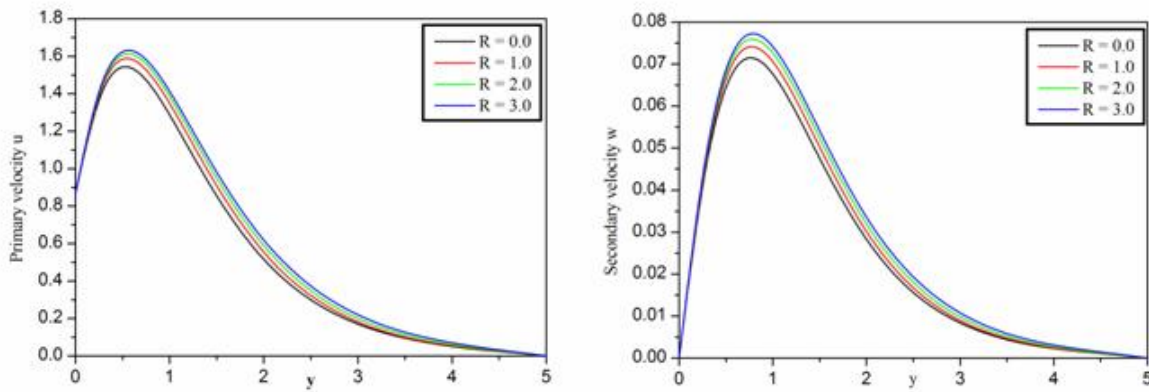 1.8
1.6
1.4
1.2
1.0
0.8
0.6
0.4
0.2
0.0
Primary velocity u
0 1 2 3 4 5
y
R = 0.0
R = 1.0
R = 2.0
R = 3.0
0.08
0.07
0.06
0.05
0.04
0.03
0.02
0.01
0.00
Secondary velocity w
0 1 2 3 4 5
y
R = 0.0
R = 1.0
R = 2.0
R = 3.0